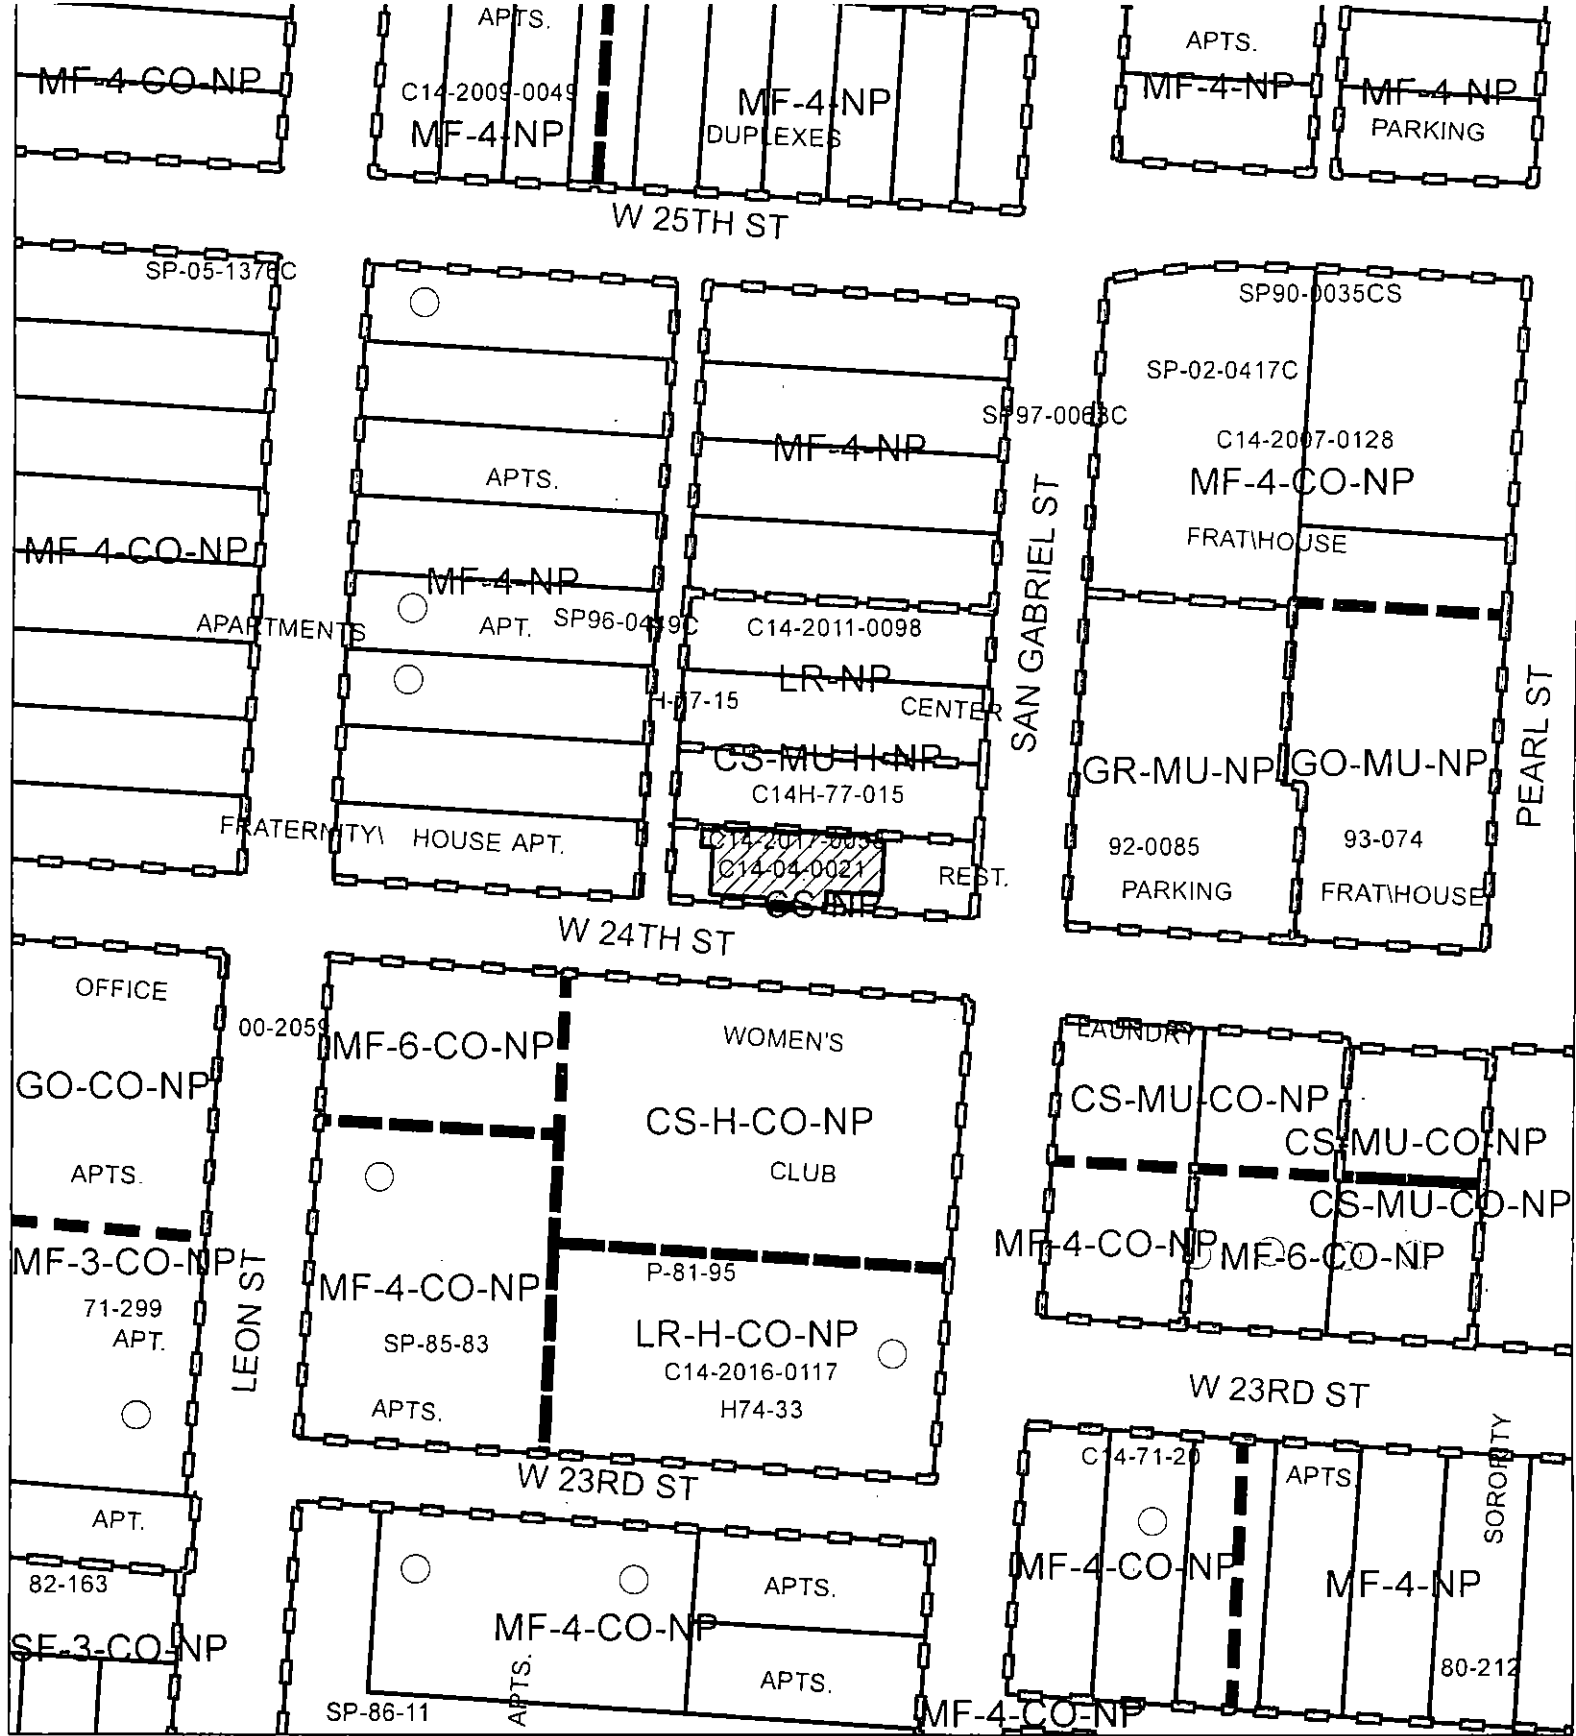 APTS.
APTS.
MF-4-CO-NP
C14-2009-0049
MF-4-NP
MF-4-NP
DUPLEXES
MF-4-NP
MF-4-NP
PARKING
W 25TH ST
SP-05-1376C
SP90-0035CS
SP-02-0417C
SP97-0063C
C14-2007-0128
MF-4-NP
MF-4-CO-NP
APTS.
FRAT\HOUSE
MF-4-CO-NP
MF-4-NP
SAN GABRIEL ST
APARTMENTS
APT.
C14-2011-0098
LR-NP
CENTER
PEARL ST
CS-MU-H-NP
GR-MU-NP
GO-MU-NP
C14H-77-015
FRATERNITY\
HOUSE APT.
C14-04-0021
92-0085
93-074
REST.
PARKING
FRAT\HOUSE
CS-NP
W 24TH ST
OFFICE
00-2059
MF-6-CO-NP
WOMEN'S
LAUNDRY
GO-CO-NP
CS-H-CO-NP
CS-MU-CO-NP
CS-MU-CO-NP
APTS.
CLUB
CS-MU-CO-NP
MF-3-CO-NP
MF-4-CO-NP
MF-6-CO-NP
71-299
APT.
LEON ST
MF-4-CO-NP
P-81-95
SP-85-83
LR-H-CO-NP
C14-2016-0117
H74-33
APTS.
W 23RD ST
W 23RD ST
C14-71-20
APTS
SORORITY
APT.
82-163
SF-3-CO-NP
APTS.
MF-4-CO-NP
MF-4-NP
MF-4-CO-NP
APTS.
APTS.
80-212
SP-86-11
MF-4-CO-NP